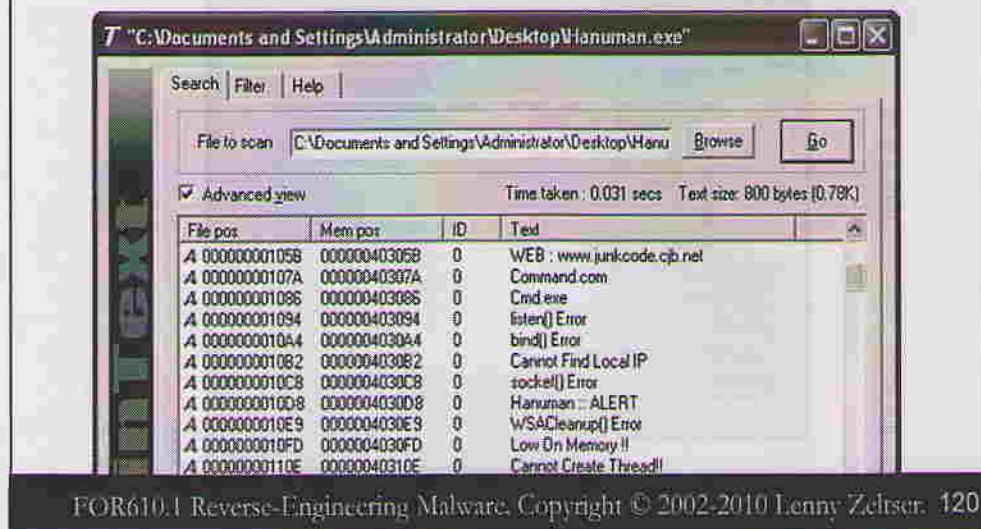 "C:\Documents and Settings\Administrator\Desktop\Hanuman.exe"
Search Filter Help
File to scan C:\Documents and Settings\Administrator\Desktop\Hanu Browse Go
Advanced view Time taken : 0.031 secs Text size: 800 bytes (0.78K)
File pos Mem pos ID Text
A 00000000105B 00000040305B 0 WEB : www.junkcode.cjb.net
A 00000000107A 00000040307A 0 Command.com
A 000000001086 000000403086 0 Cmd.exe
A 000000001094 000000403094 0 listen() Error
A 0000000010A4 0000004030A4 0 bind() Error
A 0000000010B2 0000004030B2 0 Cannot Find Local IP
A 0000000010C8 0000004030C8 0 socket() Error
A 0000000010D8 0000004030D8 0 Hanuman :: ALERT
A 0000000010E9 0000004030E9 0 WSACleanup() Error
A 0000000010FD 0000004030FD 0 Low On Memory !!
A 00000000110E 00000040310E 0 Cannot Create Thread!!
FOR610.1 Reverse-Engineering Malware. Copyright © 2002-2010 Lenny Zeltser. 120